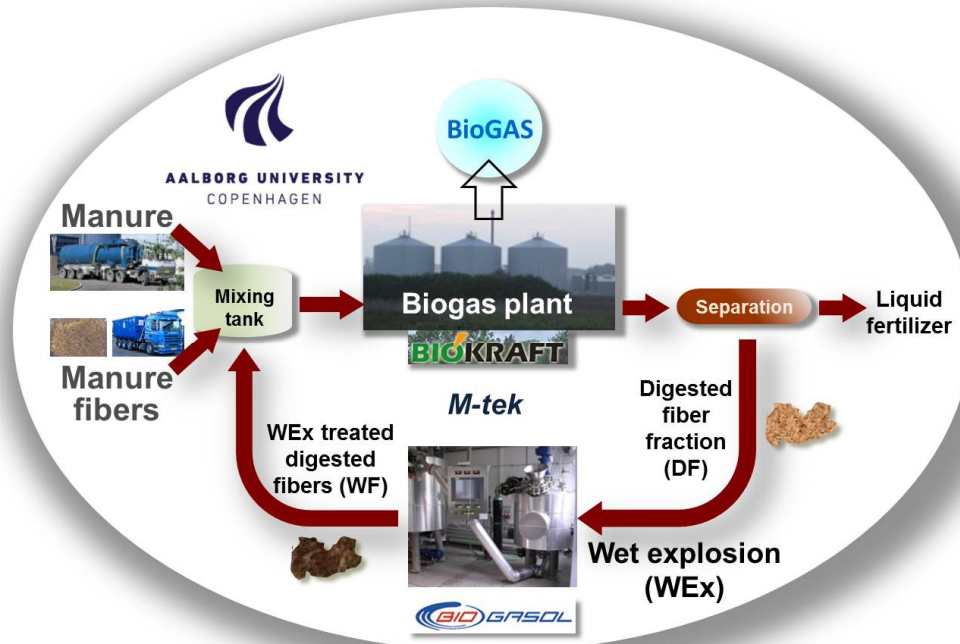 AALBORG UNIVERSITY
COPENHAGEN
BioGAS
Manure
Mixing
tank
Biogas plant
Separation
Liquid
fertilizer
BIOKRAFT
Manure
fibers
M-tek
Digested
fiber
fraction
(DF)
WEx treated
digested
fibers (WF)
Wet explosion
(WEx)
BIOGASOL